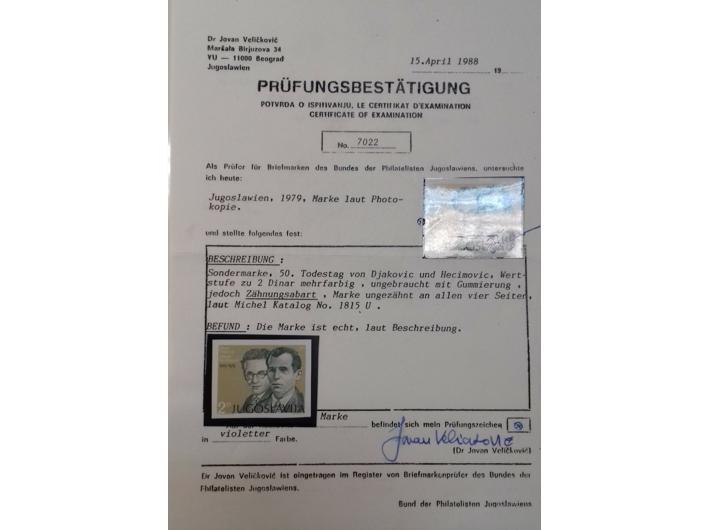 Dr Jovan Veličković
Maršala Birjuzova 34
YU — 11000 Beograd
Jugoslawien
15.April 1988
19
PRÜFUNGSBESTÄTIGUNG
POTVRDA O ISPITIVANJU, LE CERTIFIKAT D'EXAMINATION
CERTIFICATE OF EXAMINATION
No. 7022
Als Prüfer für Briefmarken des Bundes der Philatelisten Jugoslawiens, untersuchte
ich heute:
Jugoslawien, 1979, Marke laut Photo-
kopie.
und stellte folgendes fest:
BESCHREIBUNG :
Sondermarke, 50. Todestag von Djakovic und Hecimovic, Wert-
stufe zu 2 Dinar mehrfarbig , ungebraucht mit Gummierung ,
jedoch Zähnungsabart , Marke ungezähnt an allen vier Seiten,
laut Michel Katalog No. 1815 U .
BEFUND : Die Marke ist echt, laut Beschreibung.
2
JUGOSLAVIJA
Marke befindet sich mein Prüfungszeichen
in violetter Farbe.
(Dr Jovan Veličković)
Dr Jovan Veličković ist eingetragen im Register von Briefmarkenprüfer des Bundes der
Philatelisten Jugoslawiens.
Bund der Philatelisten Jugoslawiens